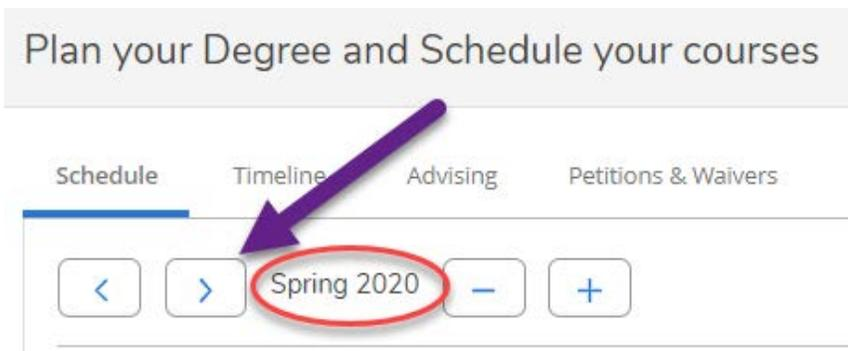 Plan your Degree and Schedule your courses
Schedule Timeline Advising Petitions & Waivers
< > Spring 2020 − +